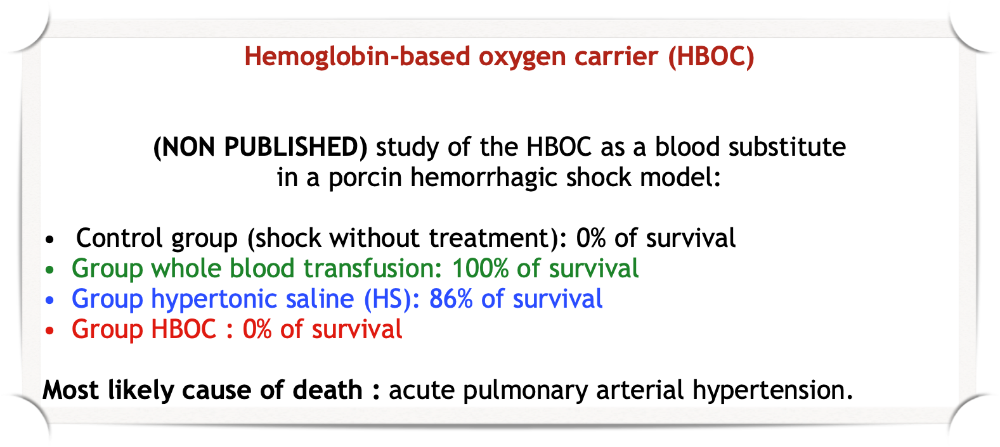 Hemoglobin-based oxygen carrier (HBOC)
(NON PUBLISHED) study of the HBOC as a blood substitute
in a porcin hemorrhagic shock model:
• Control group (shock without treatment): 0% of survival
• Group whole blood transfusion: 100% of survival
• Group hypertonic saline (HS): 86% of survival
• Group HBOC : 0% of survival
Most likely cause of death : acute pulmonary arterial hypertension.